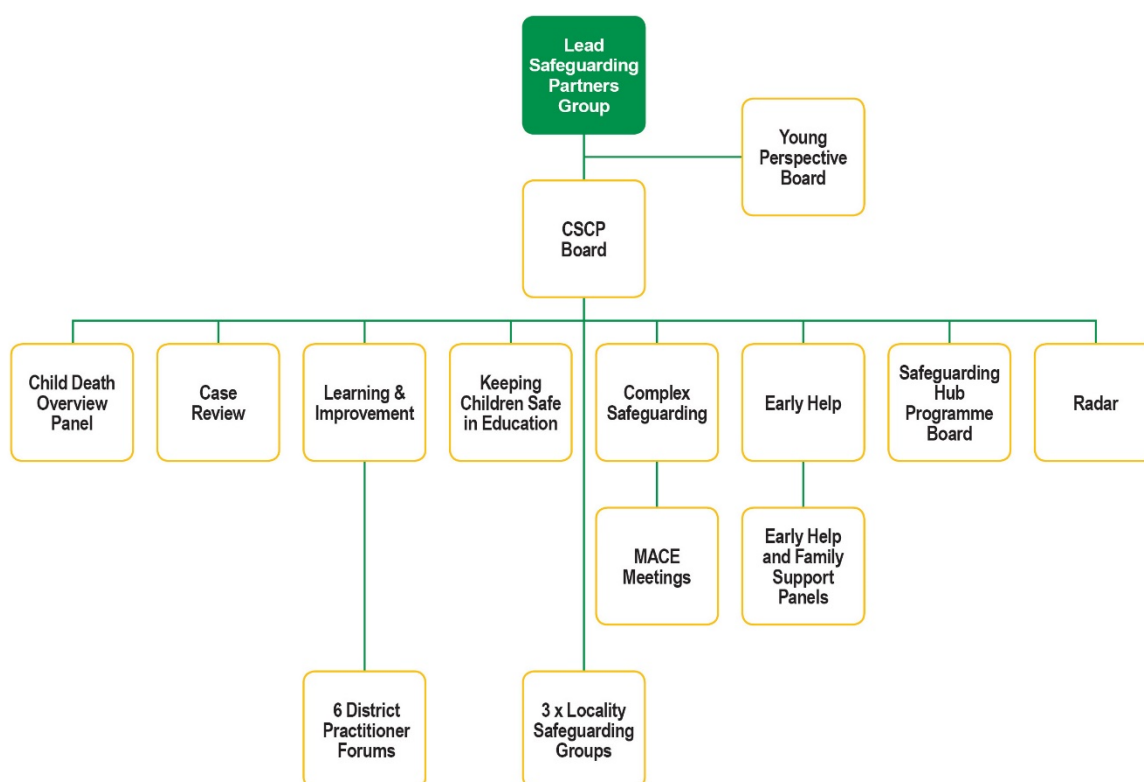 Lead
Safeguarding
Partners
Group
Young
Perspective
Board
CSCP
Board
Child Death
Overview
Panel
Case
Review
Learning &
Improvement
Keeping
Children Safe
in Education
Complex
Safeguarding
Early Help
Safeguarding
Hub
Programme
Board
Radar
MACE
Meetings
Early Help
and Family
Support
Panels
6 District
Practitioner
Forums
3 x Locality
Safeguarding
Groups